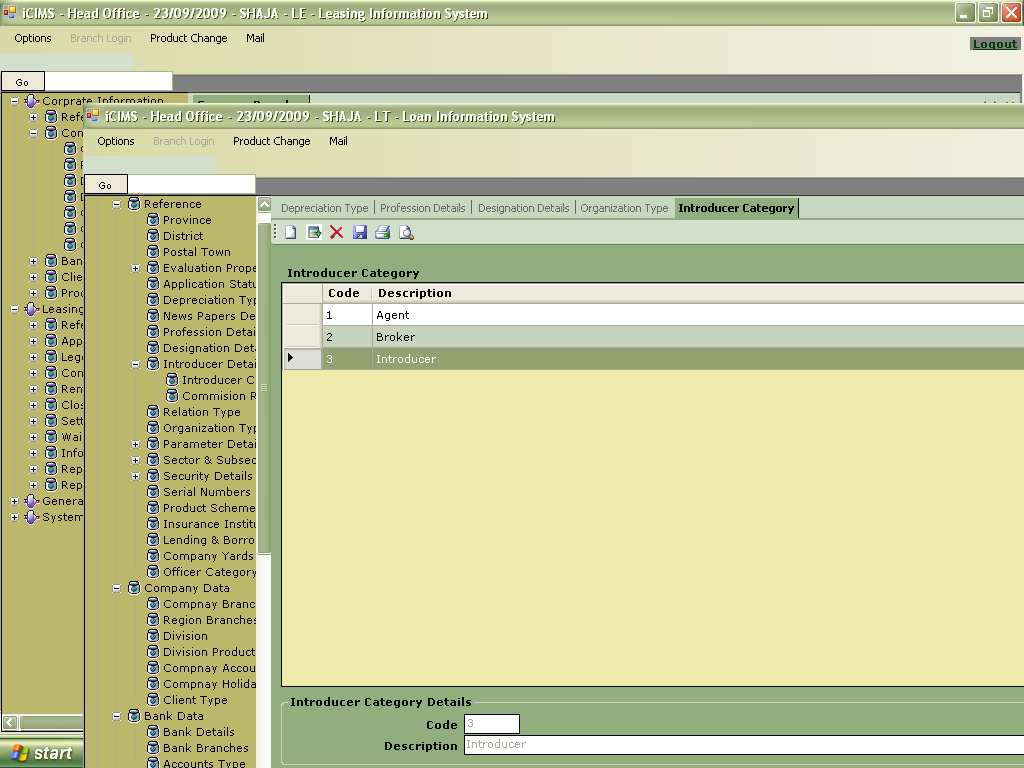 iCIMS - Head Office - 23/09/2009 - SHAJA - LE - Leasing Information System
Options Branch Login Product Change Mail
Logout
Go
Corprate Information
Refe
Con
Ban
Clie
Proc
Leasing
Refe
App
Lege
Con
Rem
Clos
Sett
Wai
Info
Rep
Rep
Genera
System
start
iCIMS - Head Office - 23/09/2009 - SHAJA - LT - Loan Information System
Options Branch Login Product Change Mail
Go
Reference
Province
District
Postal Town
Evaluation Prope
Application Statu
Depreciation Typ
News Papers De
Profession Detai
Designation Deta
Introducer Detai
Introducer C
Commision R
Relation Type
Organization Typ
Parameter Detai
Sector & Subsec
Security Details
Serial Numbers
Product Scheme
Insurance Institu
Lending & Borro
Company Yards
Officer Category
Company Data
Compnay Branc
Region Branches
Division
Division Product
Compnay Accou
Compnay Holida
Client Type
Bank Data
Bank Details
Bank Branches
Accounts Type
Depreciation Type Profession Details Designation Details Organization Type Introducer Category
Introducer Category
Code Description
1 Agent
2 Broker
3 Introducer
Introducer Category Details
Code 3
Description Introducer